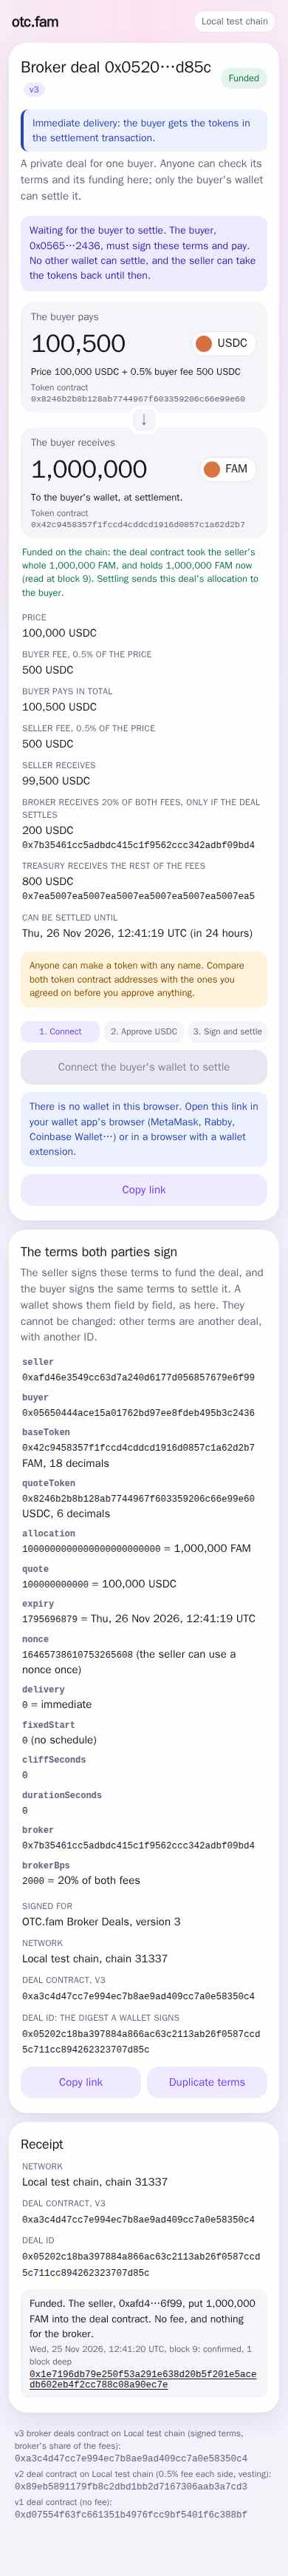 otc.fam
Local test chain
Broker deal 0x0520···d85c
v3
Funded
Immediate delivery: the buyer gets the tokens in
the settlement transaction.
A private deal for one buyer. Anyone can check its
terms and its funding here; only the buyer's wallet
can settle it.
Waiting for the buyer to settle. The buyer,
0x0565···2436, must sign these terms and pay.
No other wallet can settle, and the seller can take
the tokens back until then.
The buyer pays
100,500
USDC
Price 100,000 USDC + 0.5% buyer fee 500 USDC
Token contract
0x8246b2b8b128ab7744967f603359206c66e99e60
↓
The buyer receives
1,000,000
FAM
To the buyer's wallet, at settlement.
Token contract
0x42c9458357f1fccd4cddcd1916d0857c1a62d2b7
Funded on the chain: the deal contract took the seller's
whole 1,000,000 FAM, and holds 1,000,000 FAM now
(read at block 9). Settling sends this deal's allocation to
the buyer.
PRICE
100,000 USDC
BUYER FEE, 0.5% OF THE PRICE
500 USDC
BUYER PAYS IN TOTAL
100,500 USDC
SELLER FEE, 0.5% OF THE PRICE
500 USDC
SELLER RECEIVES
99,500 USDC
BROKER RECEIVES 20% OF BOTH FEES, ONLY IF THE DEAL
SETTLES
200 USDC
0x7b35461cc5adbdc415c1f9562ccc342adbf09bd4
TREASURY RECEIVES THE REST OF THE FEES
800 USDC
0x7ea5007ea5007ea5007ea5007ea5007ea5007ea5
CAN BE SETTLED UNTIL
Thu, 26 Nov 2026, 12:41:19 UTC (in 24 hours)
Anyone can make a token with any name. Compare
both token contract addresses with the ones you
agreed on before you approve anything.
1. Connect
2. Approve USDC
3. Sign and settle
Connect the buyer's wallet to settle
There is no wallet in this browser. Open this link in
your wallet app's browser (MetaMask, Rabby,
Coinbase Wallet···) or in a browser with a wallet
extension.
Copy link
The terms both parties sign
The seller signs these terms to fund the deal, and
the buyer signs the same terms to settle it. A
wallet shows them field by field, as here. They
cannot be changed: other terms are another deal,
with another ID.
seller
0xafd46e3549cc63d7a240d6177d056857679e6f99
buyer
0x05650444ace15a01762bd97ee8fdeb495b3c2436
baseToken
0x42c9458357f1fccd4cddcd1916d0857c1a62d2b7
FAM, 18 decimals
quoteToken
0x8246b2b8b128ab7744967f603359206c66e99e60
USDC, 6 decimals
allocation
1000000000000000000000000 = 1,000,000 FAM
quote
100000000000 = 100,000 USDC
expiry
1795696879 = Thu, 26 Nov 2026, 12:41:19 UTC
nonce
16465738610753265608 (the seller can use a
nonce once)
delivery
0 = immediate
fixedStart
0 (no schedule)
cliffSeconds
0
durationSeconds
0
broker
0x7b35461cc5adbdc415c1f9562ccc342adbf09bd4
brokerBps
2000 = 20% of both fees
SIGNED FOR
OTC.fam Broker Deals, version 3
NETWORK
Local test chain, chain 31337
DEAL CONTRACT, V3
0xa3c4d47cc7e994ec7b8ae9ad409cc7a0e58350c4
DEAL ID: THE DIGEST A WALLET SIGNS
0x05202c18ba397884a866ac63c2113ab26f0587ccd
5c711cc894262323707d85c
Copy link
Duplicate terms
Receipt
NETWORK
Local test chain, chain 31337
DEAL CONTRACT, V3
0xa3c4d47cc7e994ec7b8ae9ad409cc7a0e58350c4
DEAL ID
0x05202c18ba397884a866ac63c2113ab26f0587ccd
5c711cc894262323707d85c
Funded. The seller, 0xafd4···6f99, put 1,000,000
FAM into the deal contract. No fee, and nothing
for the broker.
Wed, 25 Nov 2026, 12:41:20 UTC, block 9: confirmed, 1
block deep
0x1e7196db79e250f53a291e638d20b5f201e5ace
db602eb4f2cc788c08a90ec7e
v3 broker deals contract on Local test chain (signed terms,
broker's share of the fees):
0xa3c4d47cc7e994ec7b8ae9ad409cc7a0e58350c4
v2 deal contract on Local test chain (0.5% fee each side, vesting):
0x89eb5891179fb8c2dbd1bb2d7167306aab3a7cd3
v1 deal contract (no fee):
0xd07554f63fc661351b4976fcc9bf5401f6c388bf